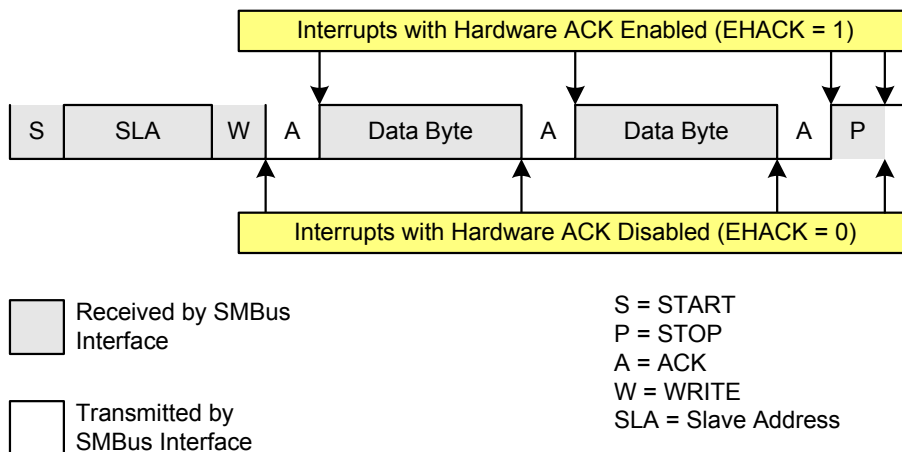 Interrupts with Hardware ACK Enabled (EHACK = 1)
S SLA W A Data Byte A Data Byte A P
Interrupts with Hardware ACK Disabled (EHACK = 0)
Received by SMBus
Interface
Transmitted by
SMBus Interface
S = START
P = STOP
A = ACK
W = WRITE
SLA = Slave Address